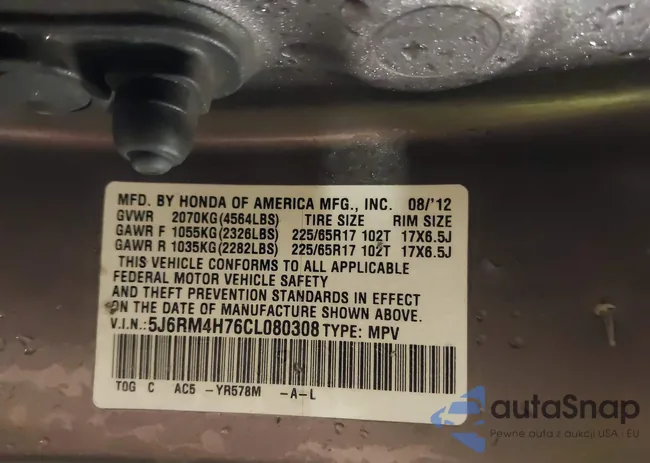 MFD. BY HONDA OF AMERICA MFG., INC. 08/'12
GVWR 2070KG(4564LBS) TIRE SIZE RIM SIZE
GAWR F 1055KG(2326LBS) 225/65R17 102T 17X6.5J
GAWR R 1035KG(2282LBS) 225/65R17 102T 17X6.5J
THIS VEHICLE CONFORMS TO ALL APPLICABLE
FEDERAL MOTOR VEHICLE SAFETY
AND THEFT PREVENTION STANDARDS IN EFFECT
ON THE DATE OF MANUFACTURE SHOWN ABOVE.
V.I.N.:5J6RM4H76CL080308 TYPE: MPV
TOG C AC5 -YR578M -A-L
autaSnap
Pewne auta z aukcji USA - EU